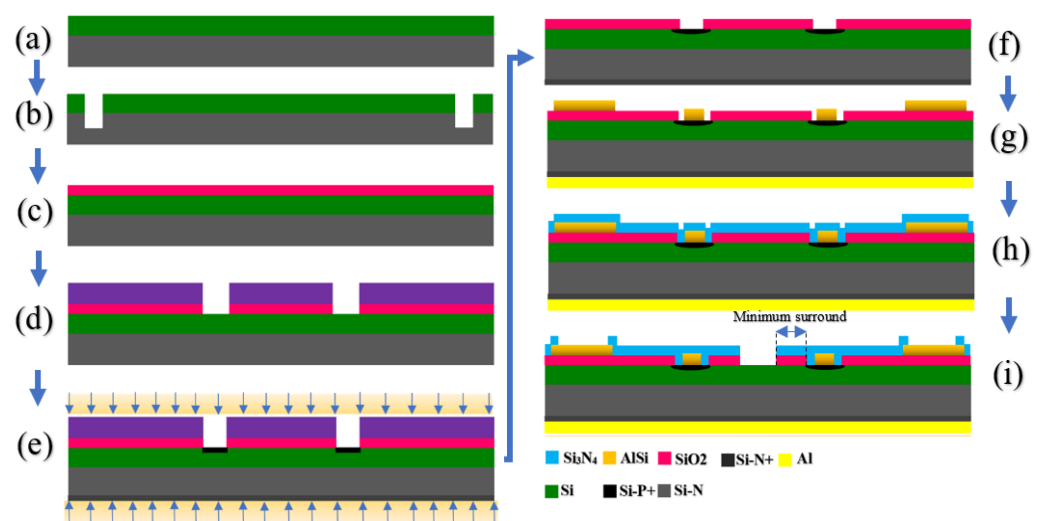 (a)
(b)
(c)
(d)
(e)
(f)
(g)
(h)
Minimum surround
(i)
Si₃N₄ AlSi SiO2 Si-N+ Al
Si Si-P+ Si-N